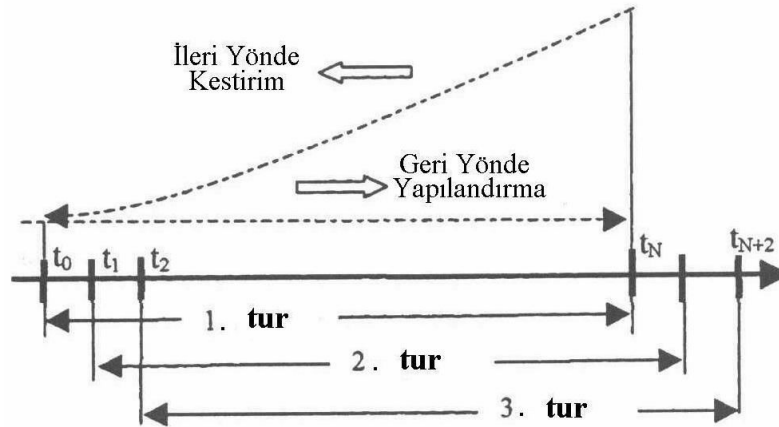 İleri Yönde
Kestirim
Geri Yönde
Yapılandırma
t0 t1 t2 tN tN+2
1. tur
2. tur
3. tur